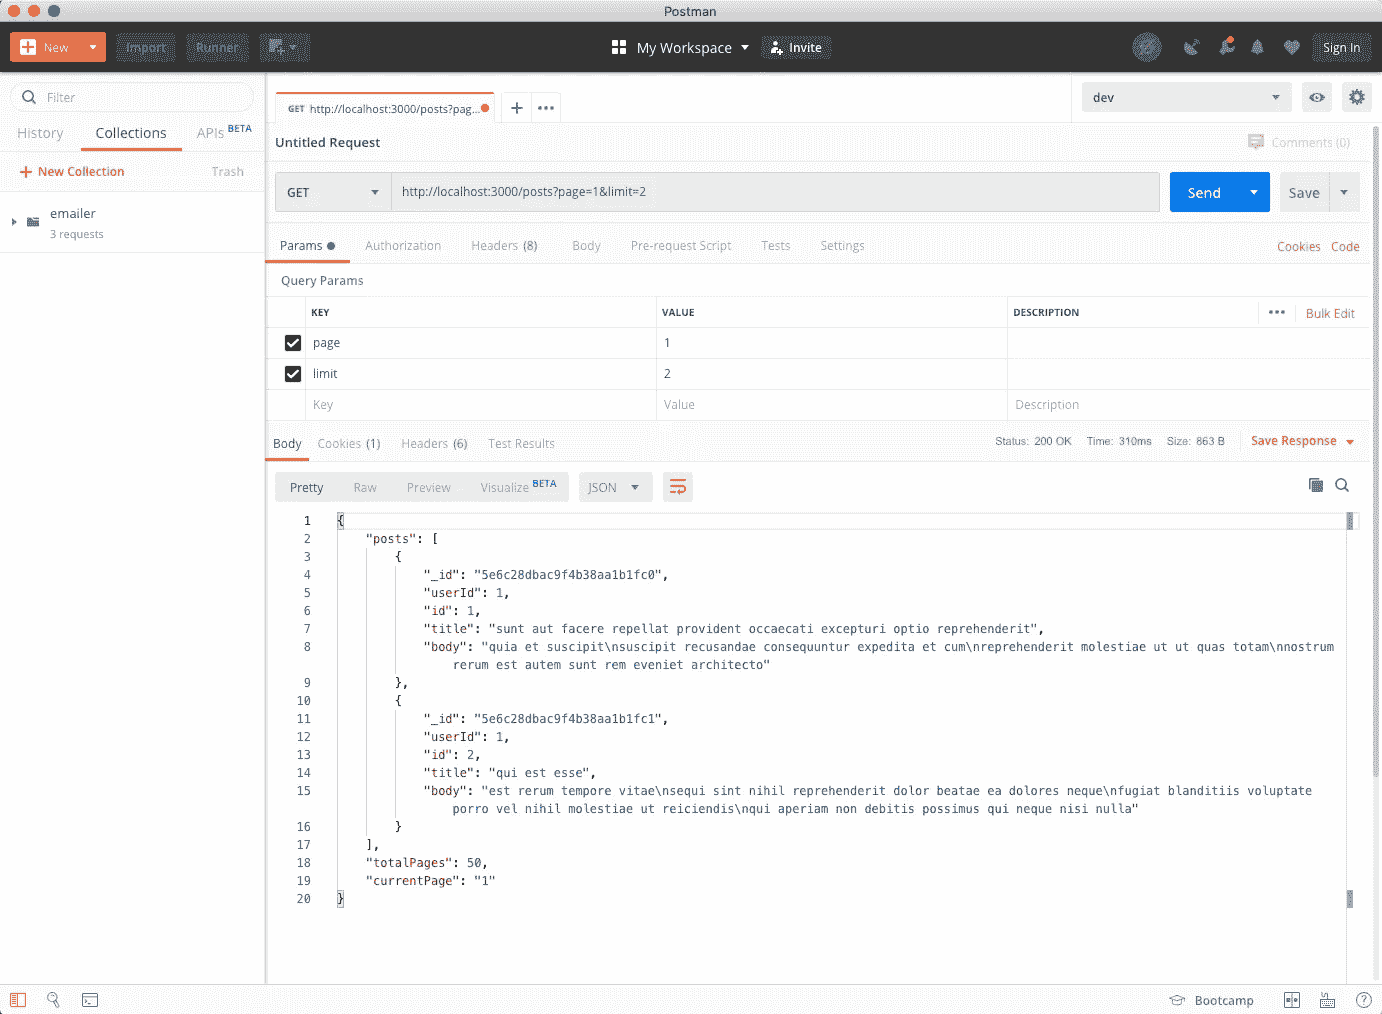 Postman
New
Import
Runner
My Workspace
Invite
Sign In
Filter
History
Collections
APIs BETA
New Collection
Trash
emailer
3 requests
GET http://localhost:3000/posts?pag...
dev
Untitled Request
Comments (0)
GET
http://localhost:3000/posts?page=1&limit=2
Send
Save
Params
Authorization
Headers (8)
Body
Pre-request Script
Tests
Settings
Cookies
Code
Query Params
KEY
VALUE
DESCRIPTION
Bulk Edit
page
1
limit
2
Key
Value
Description
Body
Cookies (1)
Headers (6)
Test Results
Status: 200 OK
Time: 310ms
Size: 863 B
Save Response
Pretty
Raw
Preview
Visualize BETA
JSON
1 {
2 "posts": [
3 {
4 "_id": "5e6c28dbac9f4b38aa1b1fc0",
5 "userId": 1,
6 "id": 1,
7 "title": "sunt aut facere repellat provident occaecati excepturi optio reprehenderit",
8 "body": "quia et suscipit\nsuscipit recusandae consequuntur expedita et cum\nreprehenderit molestiae ut ut quas totam\nnostrum
rerum est autem sunt rem eveniet architecto"
9 },
10 {
11 "_id": "5e6c28dbac9f4b38aa1b1fc1",
12 "userId": 1,
13 "id": 2,
14 "title": "qui est esse",
15 "body": "est rerum tempore vitae\nsequi sint nihil reprehenderit dolor beatae ea dolores neque\nfugiat blanditiis voluptate
porro vel nihil molestiae ut reiciendis\nqui aperiam non debitis possimus qui neque nisi nulla"
16 }
17 ],
18 "totalPages": 50,
19 "currentPage": "1"
20 }
Bootcamp